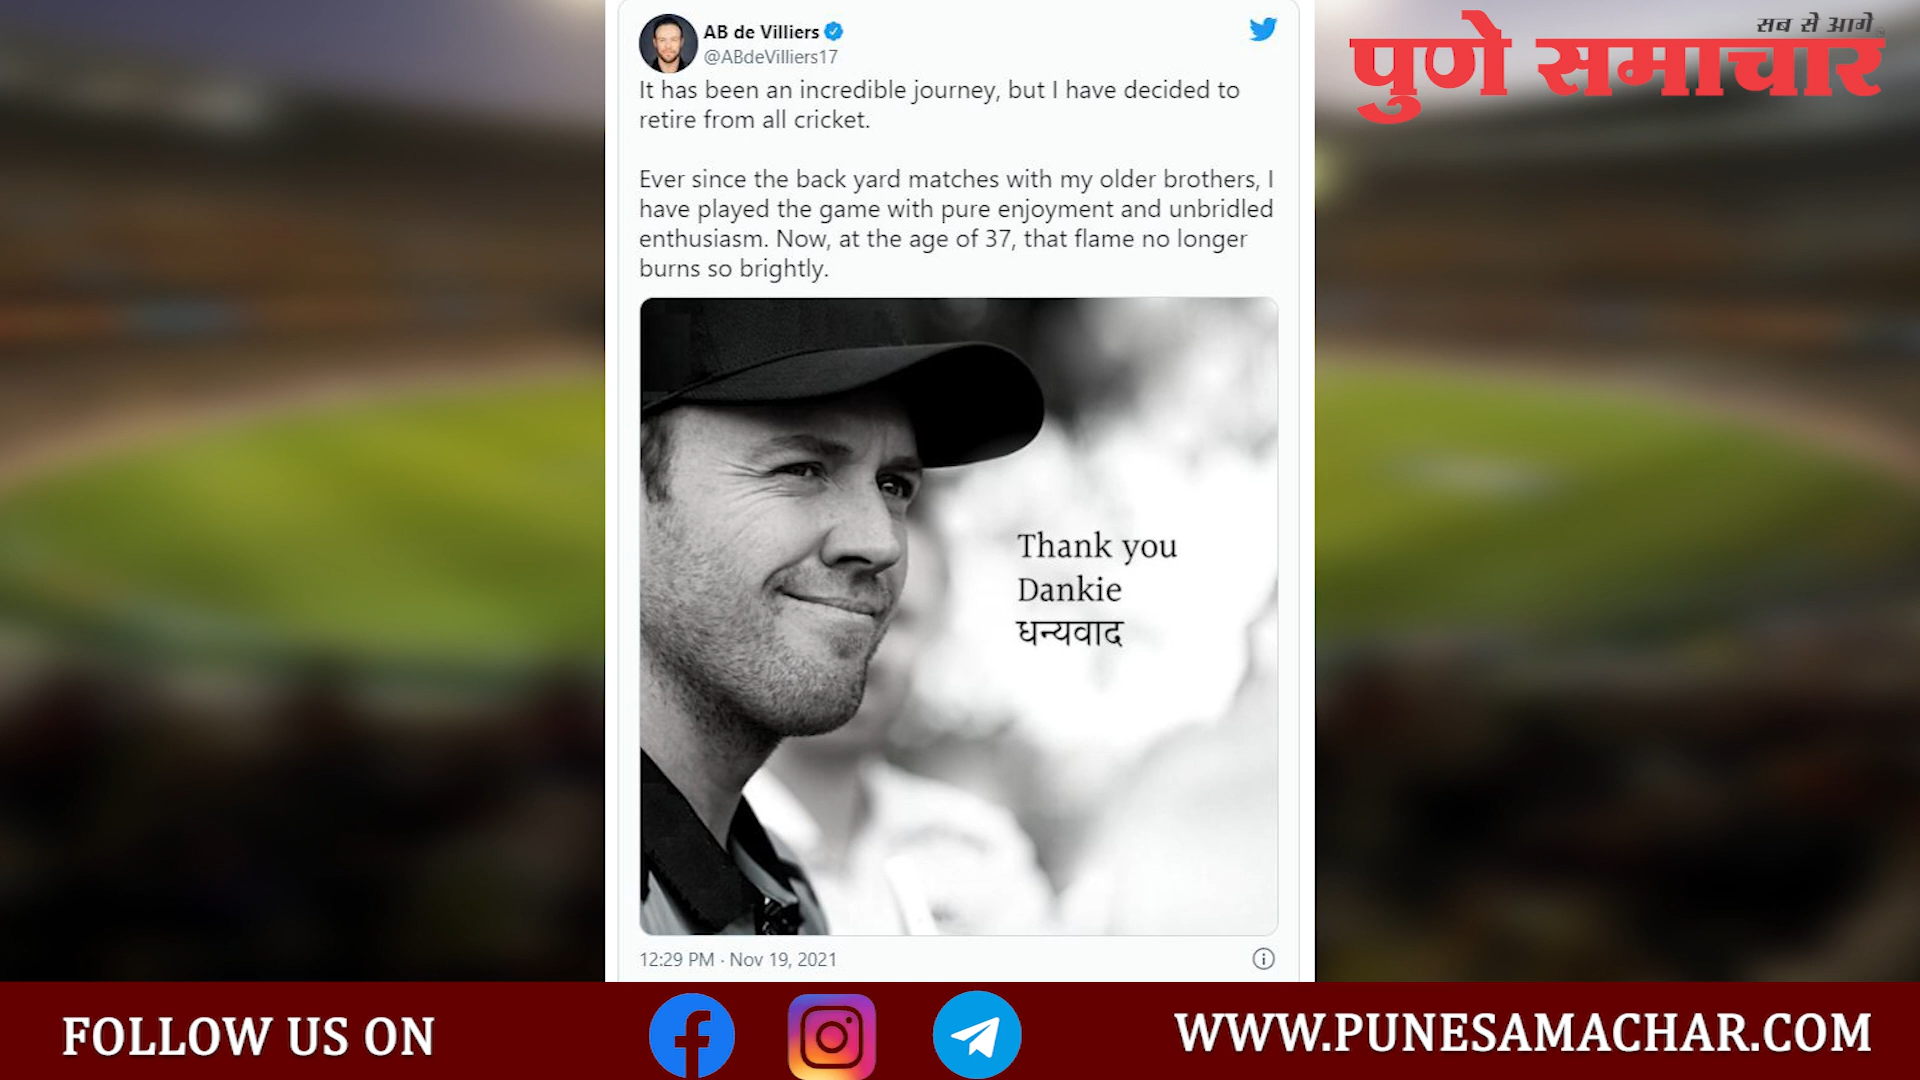 AB de Villiers
@ABdeVilliers17
सब से आगे
पुणे समाचार
It has been an incredible journey, but I have decided to
retire from all cricket.
Ever since the back yard matches with my older brothers, I
have played the game with pure enjoyment and unbridled
enthusiasm. Now, at the age of 37, that flame no longer
burns so brightly.
Thank you
Dankie
धन्यवाद
12:29 PM · Nov 19, 2021
FOLLOW US ON
WWW.PUNESAMACHAR.COM